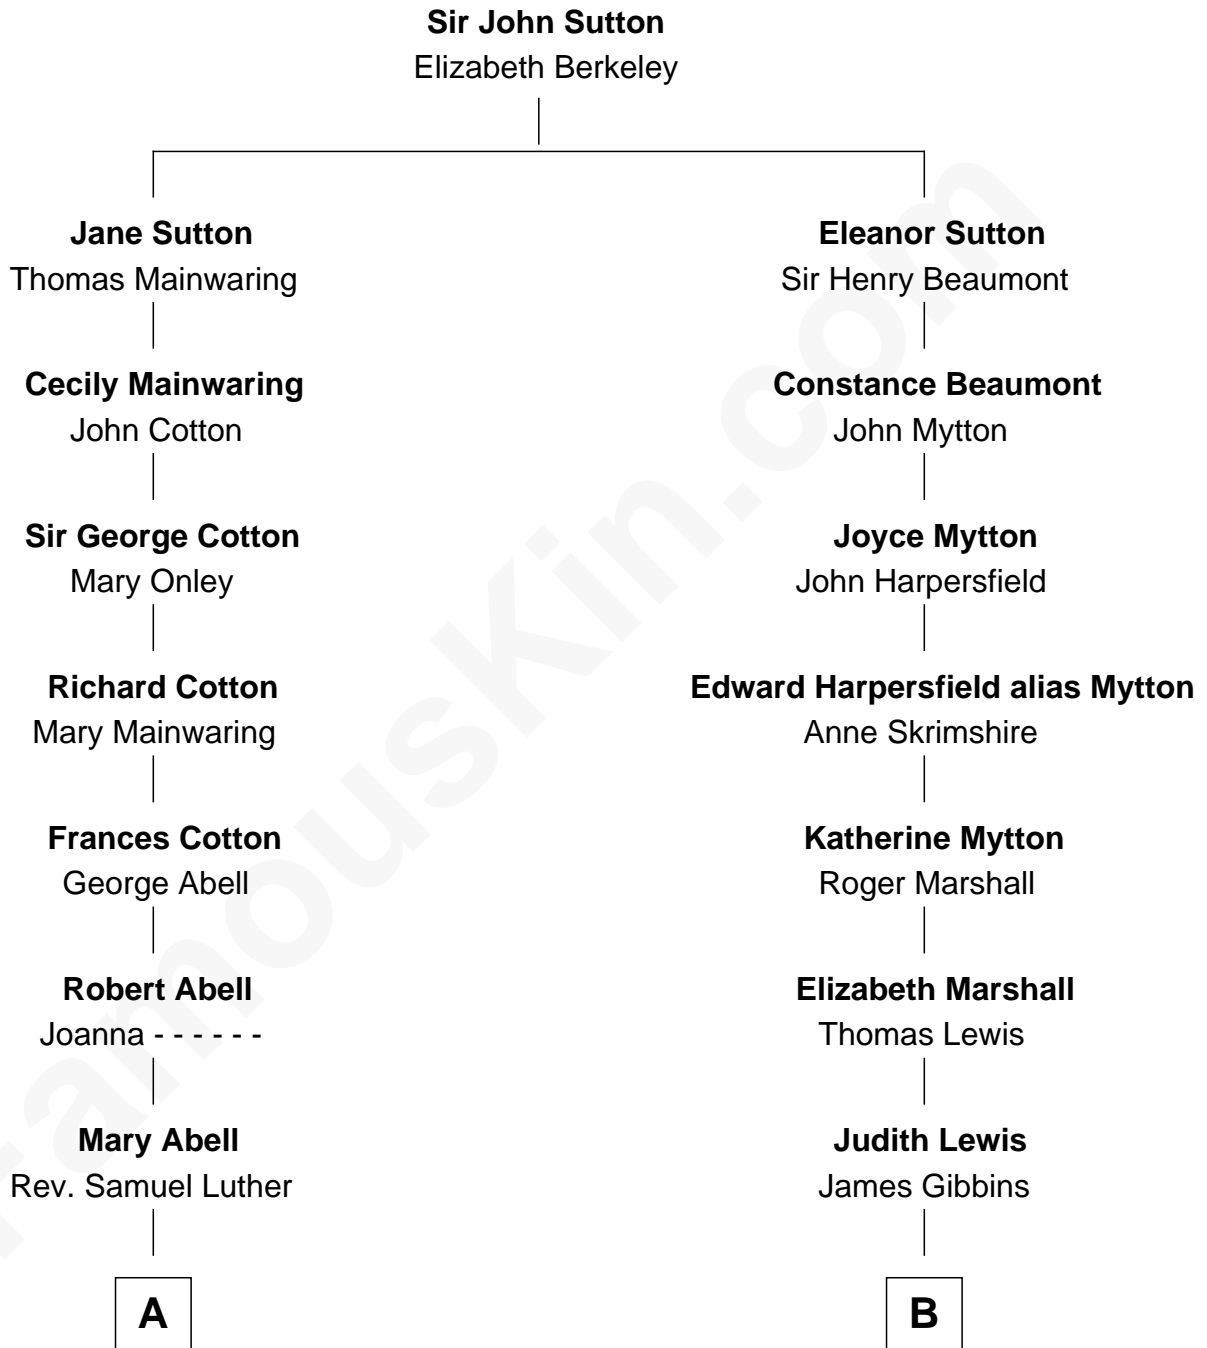 Sir John Sutton
Elizabeth Berkeley
Jane Sutton
Thomas Mainwaring
Eleanor Sutton
Sir Henry Beaumont
Cecily Mainwaring
John Cotton
Constance Beaumont
John Mytton
Sir George Cotton
Mary Onley
Joyce Mytton
John Harpersfield
Richard Cotton
Mary Mainwaring
Edward Harpersfield alias Mytton
Anne Skrimshire
Frances Cotton
George Abell
Katherine Mytton
Roger Marshall
Robert Abell
Joanna - - - - - -
Elizabeth Marshall
Thomas Lewis
Mary Abell
Rev. Samuel Luther
Judith Lewis
James Gibbins
A
B
FamousKin.com